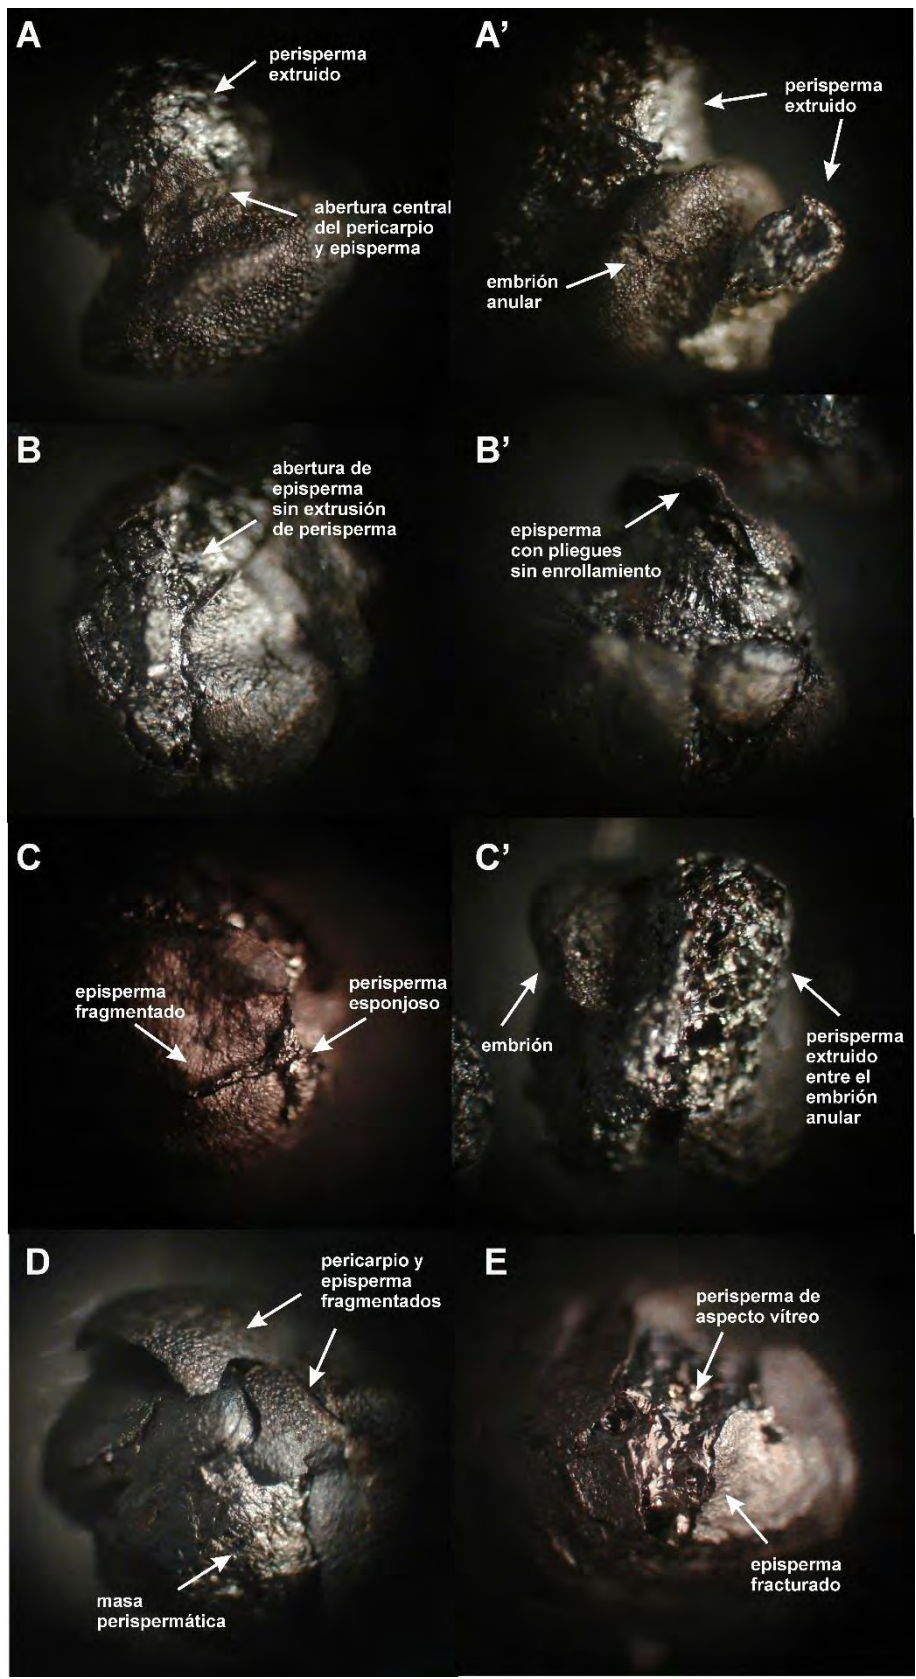 A
perisperma
extruido
abertura central
del pericarpio
y episperma
A’
perisperma
extruido
embrión
anular
B
abertura de
episperma
sin extrusión
de perisperma
B’
episperma
con pliegues
sin enrollamiento
C
episperma
fragmentado
perisperma
esponjoso
C’
embrión
perisperma
extruido
entre el
embrión
anular
D
pericarpio y
episperma
fragmentados
masa
perispermática
E
perisperma de
aspecto vítreo
episperma
fracturado